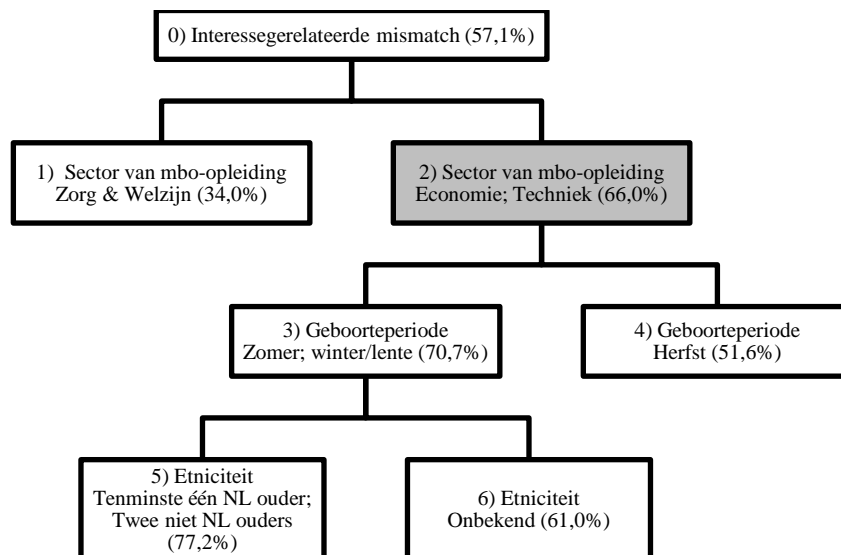 0) Interessegerelateerde mismatch (57,1%)
1) Sector van mbo-opleiding
Zorg & Welzijn (34,0%)
2) Sector van mbo-opleiding
Economie; Techniek (66,0%)
3) Geboorteperiode
Zomer; winter/lente (70,7%)
4) Geboorteperiode
Herfst (51,6%)
5) Etniciteit
Tenminste één NL ouder;
Twee niet NL ouders
(77,2%)
6) Etniciteit
Onbekend (61,0%)